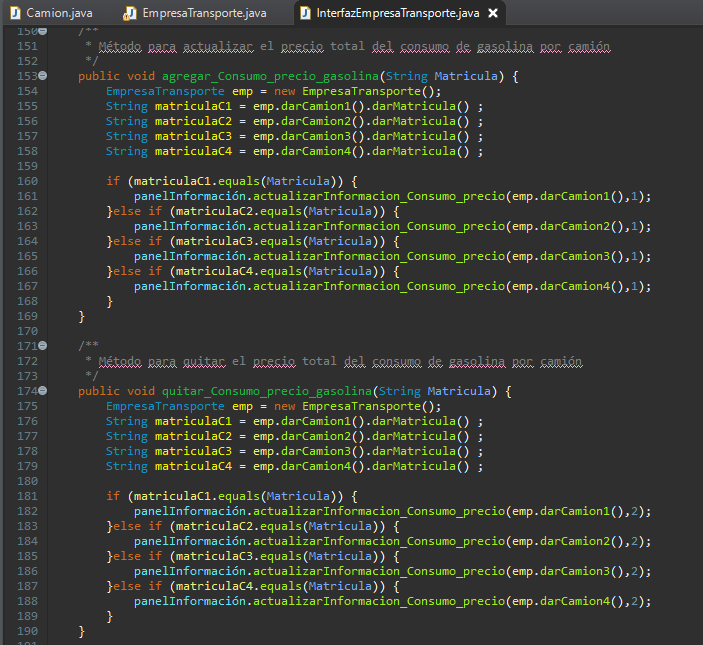 Camion.java EmpresaTransporte.java InterfazEmpresaTransporte.java
150 /**
151 * Método para actualizar el precio total del consumo de gasolina por camión
152 */
153 public void agregar_Consumo_precio_gasolina(String Matricula) {
154 EmpresaTransporte emp = new EmpresaTransporte();
155 String matriculaC1 = emp.darCamion1().darMatricula() ;
156 String matriculaC2 = emp.darCamion2().darMatricula() ;
157 String matriculaC3 = emp.darCamion3().darMatricula() ;
158 String matriculaC4 = emp.darCamion4().darMatricula() ;
159
160 if (matriculaC1.equals(Matricula)) {
161 panelInformación.actualizarInformacion_Consumo_precio(emp.darCamion1(),1);
162 }else if (matriculaC2.equals(Matricula)) {
163 panelInformación.actualizarInformacion_Consumo_precio(emp.darCamion2(),1);
164 }else if (matriculaC3.equals(Matricula)) {
165 panelInformación.actualizarInformacion_Consumo_precio(emp.darCamion3(),1);
166 }else if (matriculaC4.equals(Matricula)) {
167 panelInformación.actualizarInformacion_Consumo_precio(emp.darCamion4(),1);
168 }
169 }
170
171 /**
172 * Método para quitar el precio total del consumo de gasolina por camión
173 */
174 public void quitar_Consumo_precio_gasolina(String Matricula) {
175 EmpresaTransporte emp = new EmpresaTransporte();
176 String matriculaC1 = emp.darCamion1().darMatricula() ;
177 String matriculaC2 = emp.darCamion2().darMatricula() ;
178 String matriculaC3 = emp.darCamion3().darMatricula() ;
179 String matriculaC4 = emp.darCamion4().darMatricula() ;
180
181 if (matriculaC1.equals(Matricula)) {
182 panelInformación.actualizarInformacion_Consumo_precio(emp.darCamion1(),2);
183 }else if (matriculaC2.equals(Matricula)) {
184 panelInformación.actualizarInformacion_Consumo_precio(emp.darCamion2(),2);
185 }else if (matriculaC3.equals(Matricula)) {
186 panelInformación.actualizarInformacion_Consumo_precio(emp.darCamion3(),2);
187 }else if (matriculaC4.equals(Matricula)) {
188 panelInformación.actualizarInformacion_Consumo_precio(emp.darCamion4(),2);
189 }
190 }